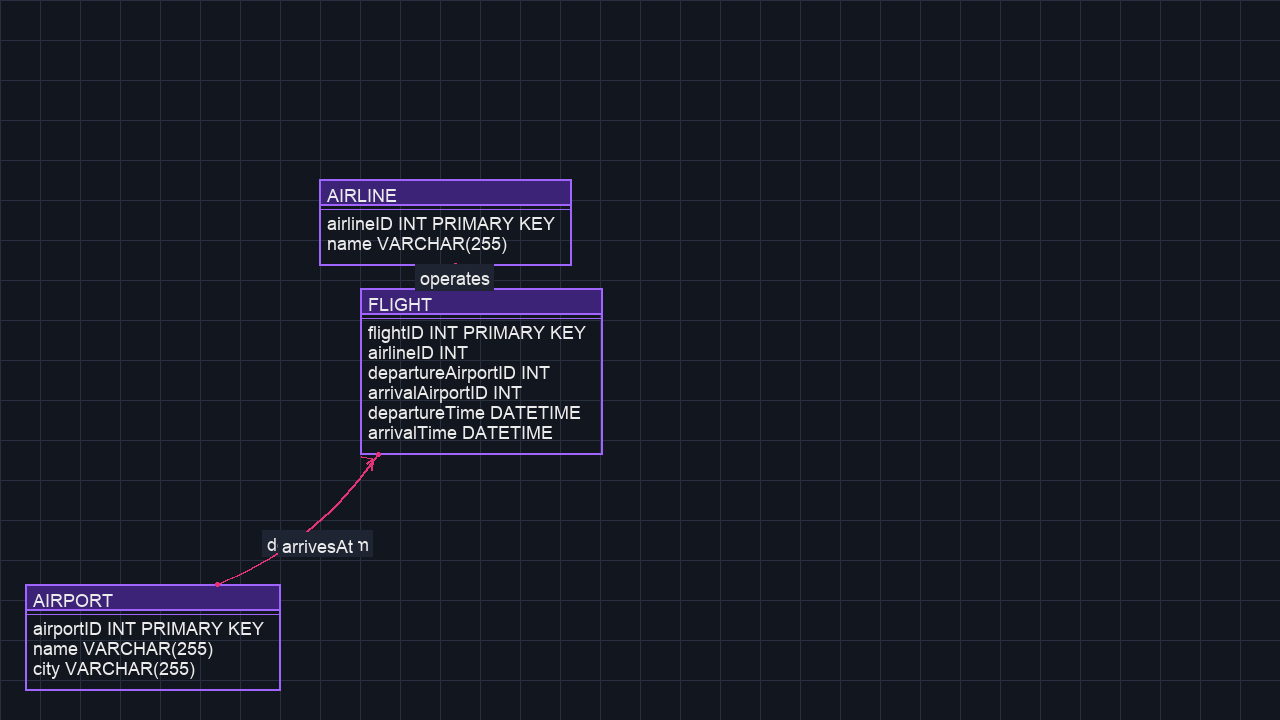 AIRLINE
airlineID INT PRIMARY KEY
name VARCHAR(255)
operates
FLIGHT
flightID INT PRIMARY KEY
airlineID INT
departureAirportID INT
arrivalAirportID INT
departureTime DATETIME
arrivalTime DATETIME
arrivesAt
AIRPORT
airportID INT PRIMARY KEY
name VARCHAR(255)
city VARCHAR(255)